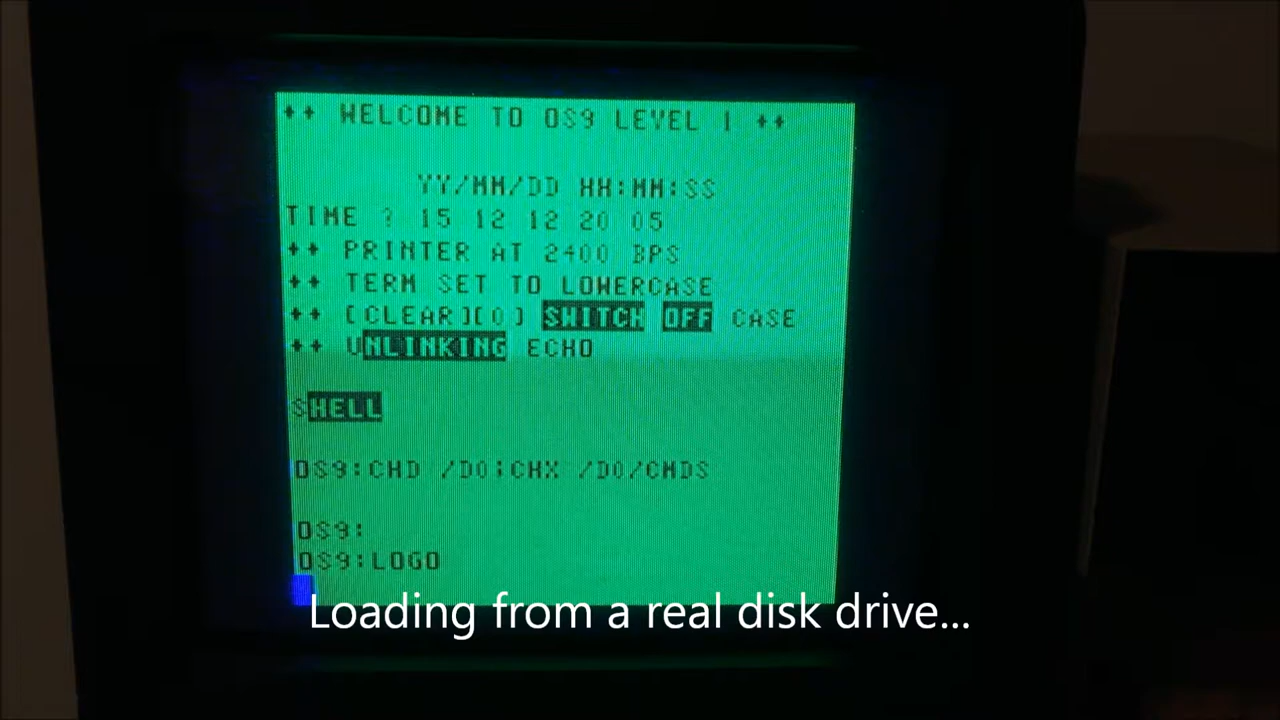 ++ WELCOME TO OS9 LEVEL 1 ++
YY/MM/DD HH:MM:SS
TIME ? 15 12 12 20 05
++ PRINTER AT 2400 BPS
++ TERM SET TO LOWERCASE
++ [CLEAR][0] SWITCH OFF CASE
++ UNLINKING ECHO
SHELL
OS9:CHD /D0;CHX /D0/CMDS
OS9:
OS9:LOGO
Loading from a real disk drive...